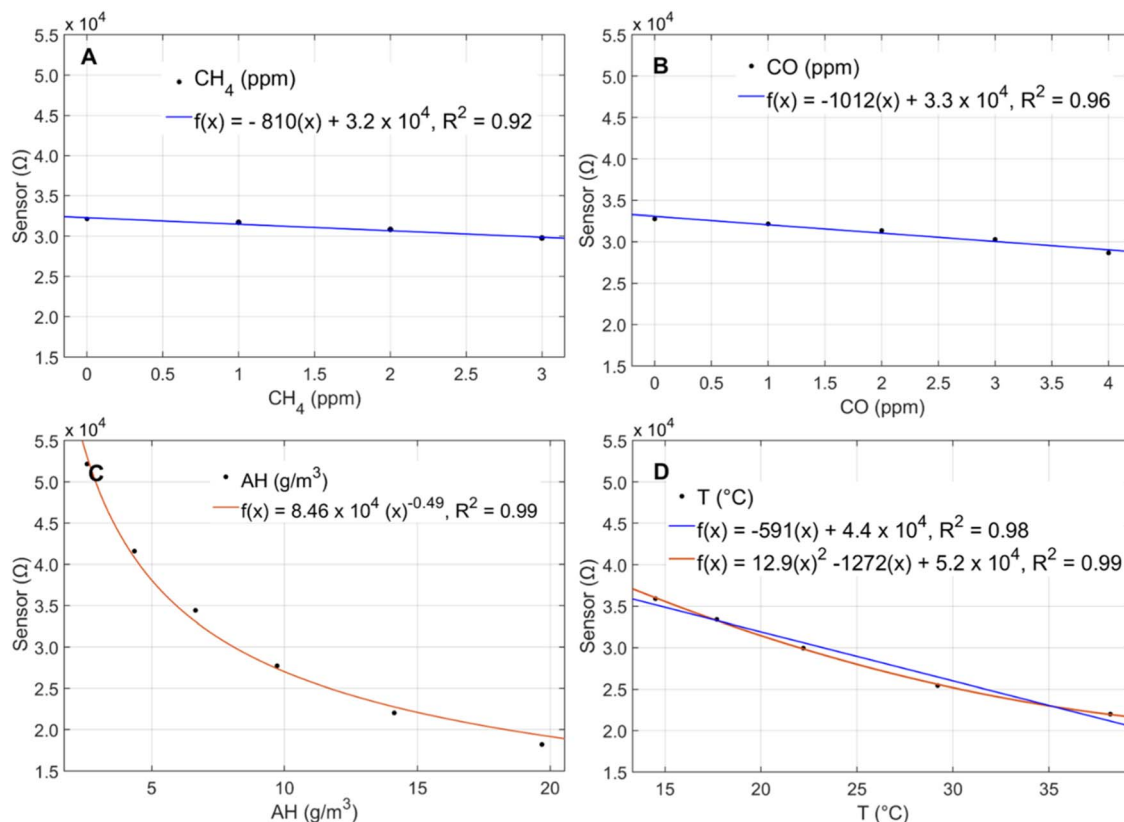 x 10^4
A
CH_4 (ppm)
f(x) = - 810(x) + 3.2 x 10^4, R^2 = 0.92
5.5
5.0
4.5
4.0
3.5
3.0
2.5
2.0
1.5
Sensor (Ω)
0 0.5 1 1.5 2 2.5 3
CH_4 (ppm)
x 10^4
B
CO (ppm)
f(x) = -1012(x) + 3.3 x 10^4, R^2 = 0.96
5.5
5.0
4.5
4.0
3.5
3.0
2.5
2.0
1.5
Sensor (Ω)
0 0.5 1 1.5 2 2.5 3 3.5 4
CO (ppm)
x 10^4
C
AH (g/m^3)
f(x) = 8.46 x 10^4 (x)^-0.49, R^2 = 0.99
5.5
5.0
4.5
4.0
3.5
3.0
2.5
2.0
1.5
Sensor (Ω)
5 10 15 20
AH (g/m^3)
x 10^4
D
T (°C)
f(x) = -591(x) + 4.4 x 10^4, R^2 = 0.98
f(x) = 12.9(x)^2 -1272(x) + 5.2 x 10^4, R^2 = 0.99
5.5
5.0
4.5
4.0
3.5
3.0
2.5
2.0
1.5
Sensor (Ω)
15 20 25 30 35
T (°C)